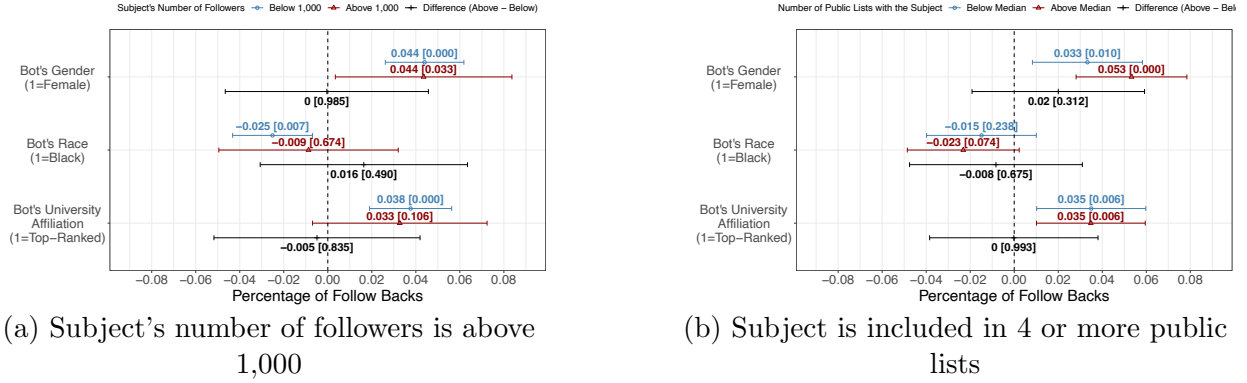 Subject's Number of Followers Below 1,000 Above 1,000 Difference (Above − Below)
Bot's Gender
(1=Female)
0.044 [0.000]
0.044 [0.033]
0 [0.985]
Bot's Race
(1=Black)
−0.025 [0.007]
−0.009 [0.674]
0.016 [0.490]
Bot's University
Affiliation
(1=Top−Ranked)
0.038 [0.000]
0.033 [0.106]
−0.005 [0.835]
−0.08 −0.06 −0.04 −0.02 0.00 0.02 0.04 0.06 0.08
Percentage of Follow Backs
(a) Subject's number of followers is above
1,000
Number of Public Lists with the Subject Below Median Above Median Difference (Above − Bel
Bot's Gender
(1=Female)
0.033 [0.010]
0.053 [0.000]
0.02 [0.312]
Bot's Race
(1=Black)
−0.015 [0.238]
−0.023 [0.074]
−0.008 [0.675]
Bot's University
Affiliation
(1=Top−Ranked)
0.035 [0.006]
0.035 [0.006]
0 [0.993]
−0.08 −0.06 −0.04 −0.02 0.00 0.02 0.04 0.06 0.08
Percentage of Follow Backs
(b) Subject is included in 4 or more public
lists